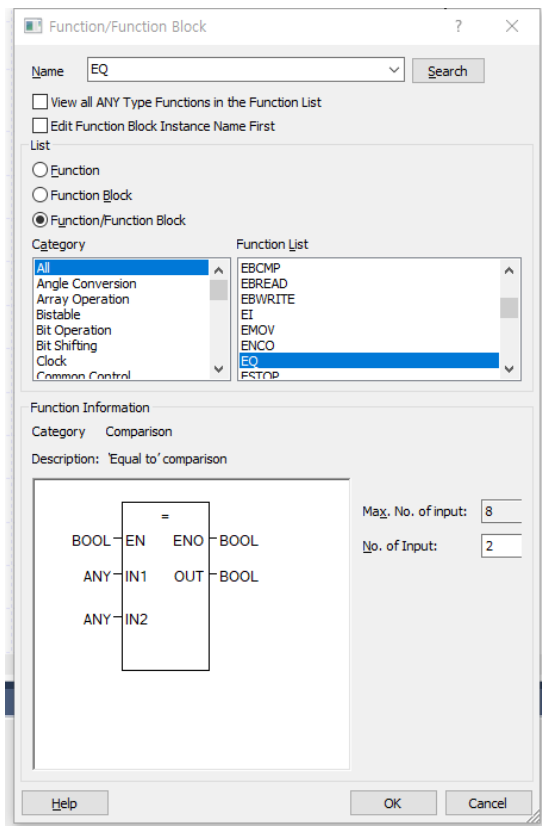 Function/Function Block
?
Name EQ Search
View all ANY Type Functions in the Function List
Edit Function Block Instance Name First
List
Function
Function Block
Function/Function Block
Category
All
Angle Conversion
Array Operation
Bistable
Bit Operation
Bit Shifting
Clock
Common Control
Function List
EBCMP
EBREAD
EBWRITE
EI
EMOV
ENCO
EQ
ESTOP
Function Information
Category Comparison
Description: 'Equal to' comparison
=
BOOL EN ENO BOOL
ANY IN1 OUT BOOL
ANY IN2
Max. No. of input: 8
No. of Input: 2
Help OK Cancel